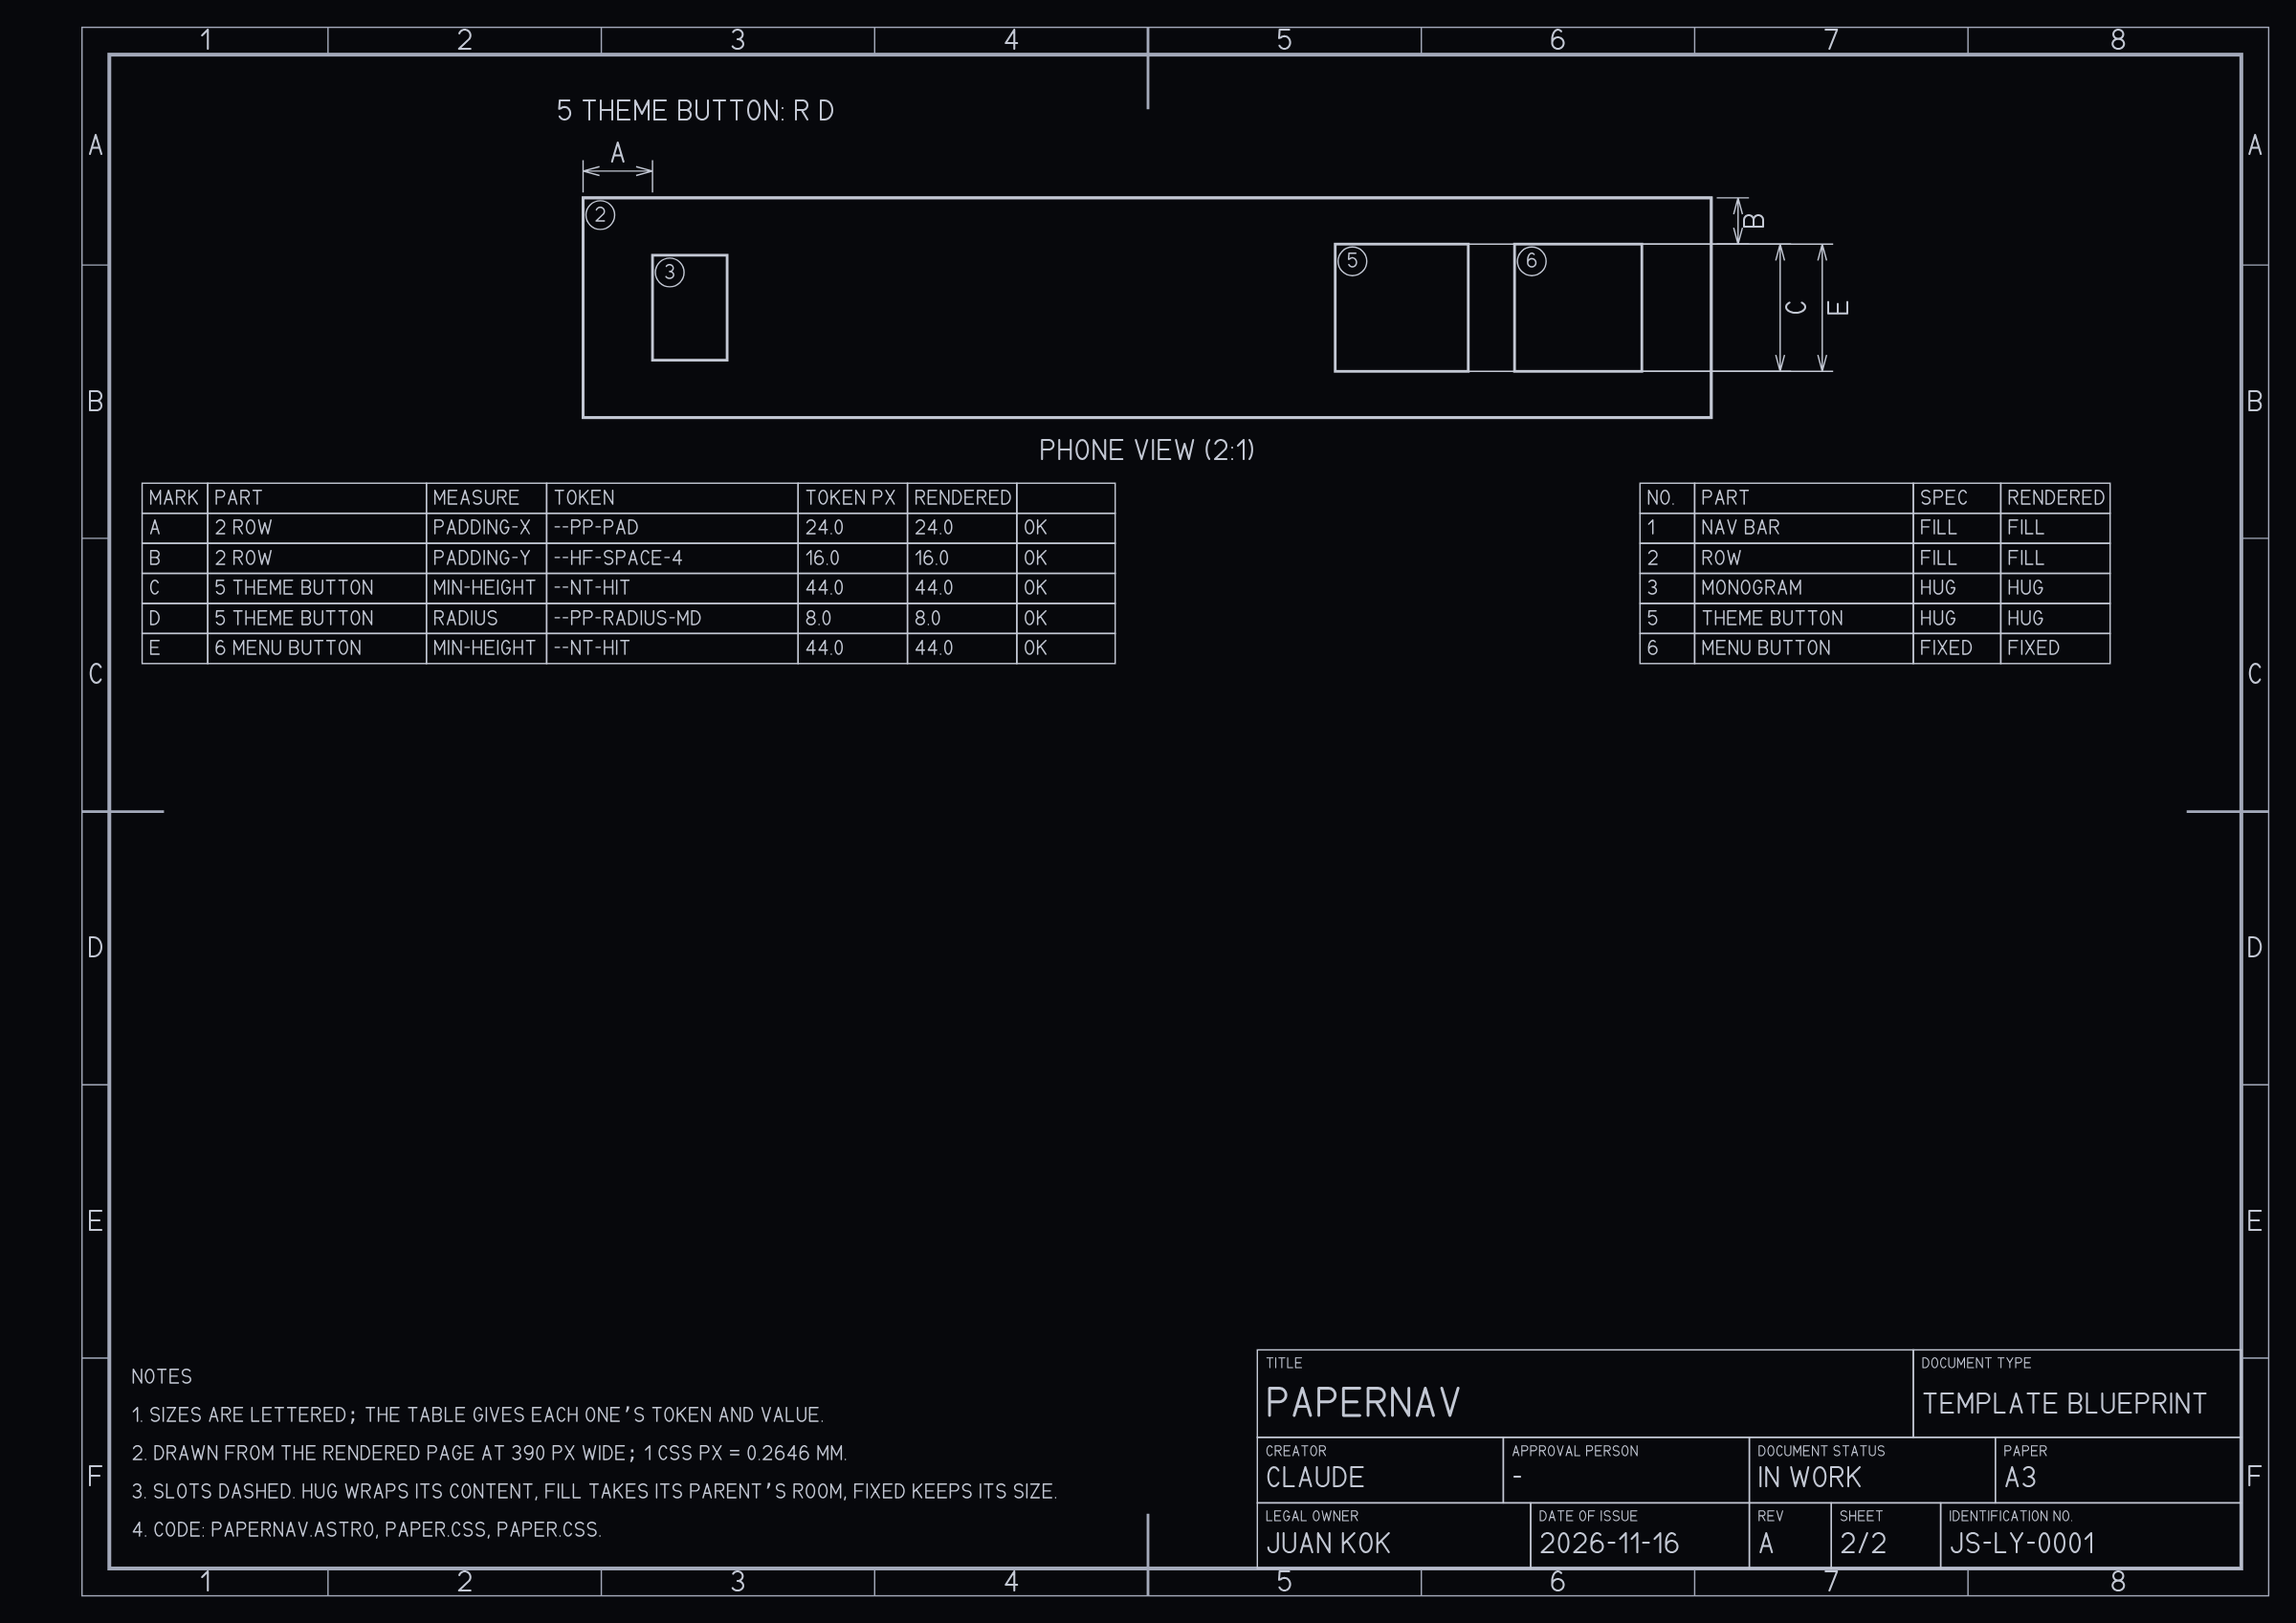 1 2 3 4 5 6 7 8
A A
B B
C C
D D
E E
F F
5 THEME BUTTON: R D
A
2
3
5
6
B
C
E
PHONE VIEW (2:1)
MARK PART MEASURE TOKEN TOKEN PX RENDERED
A 2 ROW PADDING-X --PP-PAD 24.0 24.0 OK
B 2 ROW PADDING-Y --HF-SPACE-4 16.0 16.0 OK
C 5 THEME BUTTON MIN-HEIGHT --NT-HIT 44.0 44.0 OK
D 5 THEME BUTTON RADIUS --PP-RADIUS-MD 8.0 8.0 OK
E 6 MENU BUTTON MIN-HEIGHT --NT-HIT 44.0 44.0 OK
NO. PART SPEC RENDERED
1 NAV BAR FILL FILL
2 ROW FILL FILL
3 MONOGRAM HUG HUG
5 THEME BUTTON HUG HUG
6 MENU BUTTON FIXED FIXED
NOTES
1. SIZES ARE LETTERED; THE TABLE GIVES EACH ONE'S TOKEN AND VALUE.
2. DRAWN FROM THE RENDERED PAGE AT 390 PX WIDE; 1 CSS PX = 0.2646 MM.
3. SLOTS DASHED. HUG WRAPS ITS CONTENT, FILL TAKES ITS PARENT'S ROOM, FIXED KEEPS ITS SIZE.
4. CODE: PAPERNAV.ASTRO, PAPER.CSS, PAPER.CSS.
TITLE
PAPERNAV
DOCUMENT TYPE
TEMPLATE BLUEPRINT
CREATOR
CLAUDE
APPROVAL PERSON
-
DOCUMENT STATUS
IN WORK
PAPER
A3
LEGAL OWNER
JUAN KOK
DATE OF ISSUE
2026-11-16
REV
A
SHEET
2/2
IDENTIFICATION NO.
JS-LY-0001
1 2 3 4 5 6 7 8